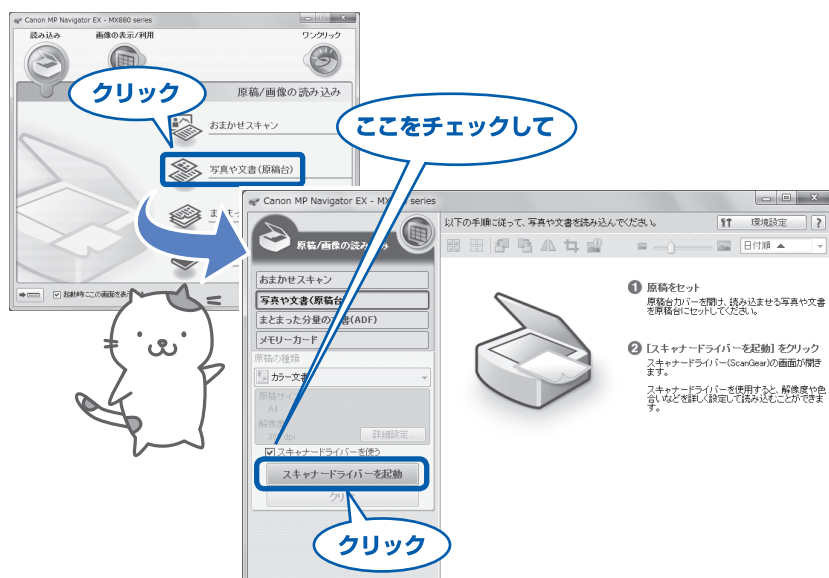 Canon MP Navigator EX - MX880 series
読み込み
画像の表示/利用
ワンクリック
クリック
原稿/画像の読み込み
おまかせスキャン
写真や文書(原稿台)
ここをチェックして
起動時にこの画面を表
Canon MP Navigator EX - MX series
原稿/画像の読み込み
おまかせスキャン
写真や文書(原稿台
まとまった分量の文書(ADF)
メモリーカード
原稿の種類
カラー文書
原稿サイ
A4
解像度
dpi
詳細設定...
スキャナードライバーを使う
スキャナードライバーを起動
クリ
クリック
以下の手順に従って、写真や文書を読み込んでください。
環境設定
?
日付順 ▲
1 原稿をセット
原稿台カバーを開け、読み込ませる写真や文書
を原稿台にセットしてください。
2 [スキャナードライバーを起動] をクリック
スキャナードライバー(ScanGear)の画面が開き
ます。
スキャナードライバーを使用すると、解像度や色
合いなどを詳しく設定して読み込むことができま
す。